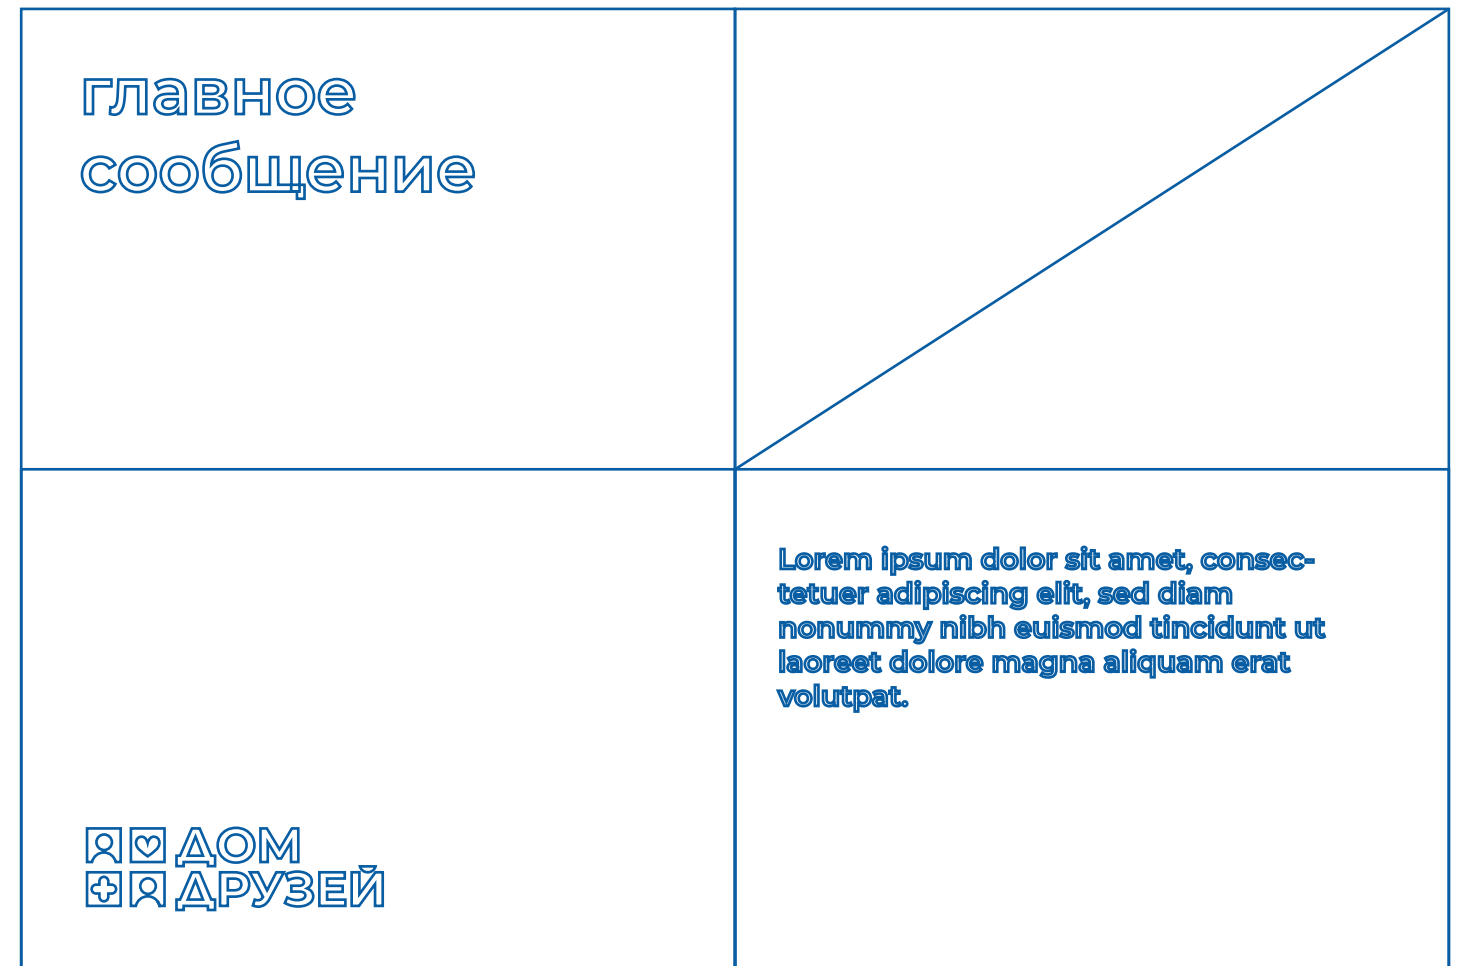 главное
сообщение
Lorem ipsum dolor sit amet, consec-
tetuer adipiscing elit, sed diam
nonummy nibh euismod tincidunt ut
laoreet dolore magna aliquam erat
volutpat.
ДОМ
ДРУЗЕЙ